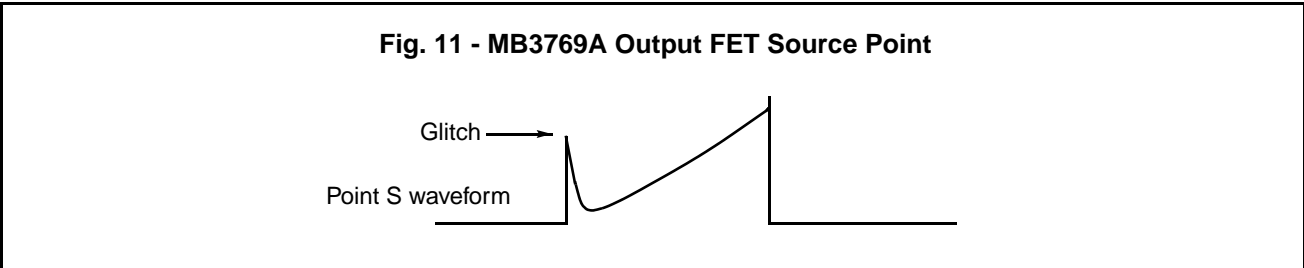 Fig. 11 - MB3769A Output FET Source Point
Glitch
Point S waveform